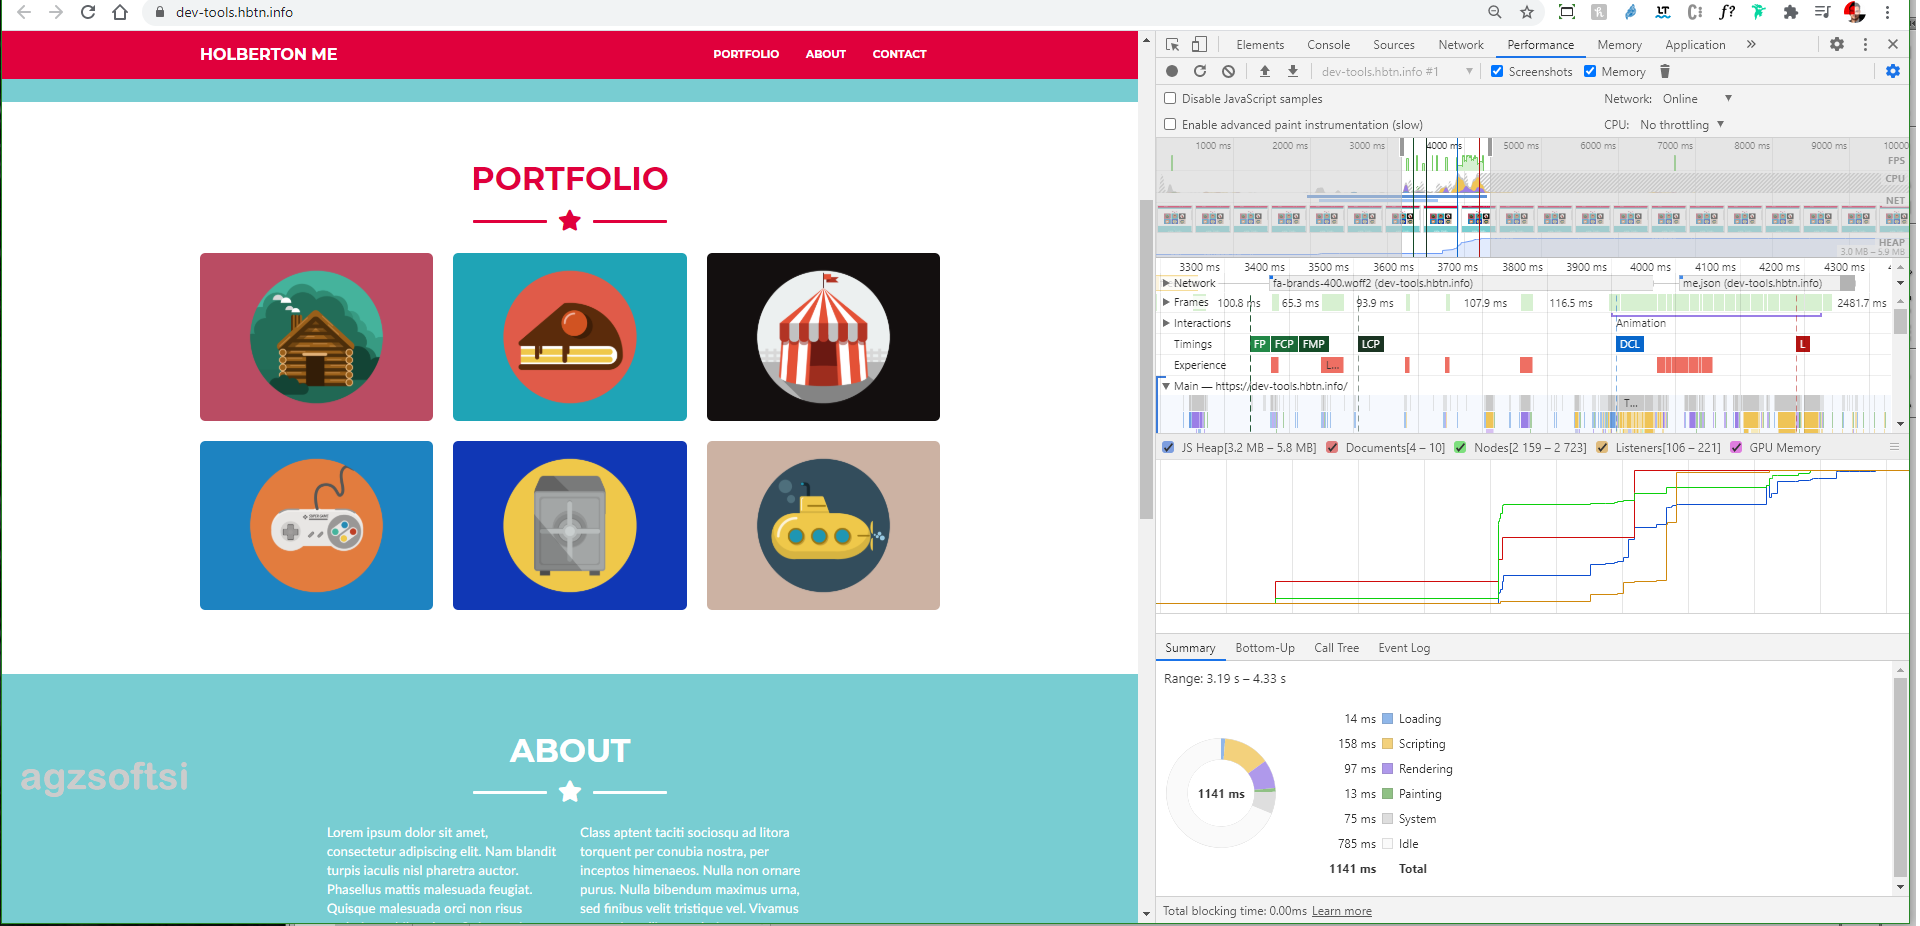 dev-tools.hbtn.info
HOLBERTON ME
PORTFOLIO ABOUT CONTACT
PORTFOLIO
SUPER GAME
ABOUT
agzsoftsi
Lorem ipsum dolor sit amet,
consectetur adipiscing elit. Nam blandit
turpis iaculis nisl pharetra auctor.
Phasellus mattis malesuada feugiat.
Quisque malesuada orci non risus
Class aptent taciti sociosqu ad litora
torquent per conubia nostra, per
inceptos himenaeos. Nulla non ornare
purus. Nulla bibendum maximus urna,
sed finibus velit tristique vel. Vivamus
Elements Console Sources Network Performance Memory Application »
dev-tools.hbtn.info #1 Screenshots Memory
Disable JavaScript samples Network: Online
Enable advanced paint instrumentation (slow) CPU: No throttling
1000 ms 2000 ms 3000 ms 4000 ms 5000 ms 6000 ms 7000 ms 8000 ms 9000 ms 10000
FPS
CPU
NET
HEAP
3.0 MB – 5.9 MB
3300 ms 3400 ms 3500 ms 3600 ms 3700 ms 3800 ms 3900 ms 4000 ms 4100 ms 4200 ms 4300 ms
Network fa-brands-400.woff2 (dev-tools.hbtn.info) me.json (dev-tools.hbtn.info)
Frames 100.8 ms 65.3 ms 93.9 ms 107.9 ms 116.5 ms 2481.7 ms
Interactions Animation
Timings FP FCP FMP LCP DCL L
Experience L...
Main — https://dev-tools.hbtn.info/
T...
JS Heap[3.2 MB – 5.8 MB] Documents[4 – 10] Nodes[2 159 – 2 723] Listeners[106 – 221] GPU Memory
Summary Bottom-Up Call Tree Event Log
Range: 3.19 s – 4.33 s
14 ms Loading
158 ms Scripting
97 ms Rendering
1141 ms
13 ms Painting
75 ms System
785 ms Idle
1141 ms Total
Total blocking time: 0.00ms Learn more